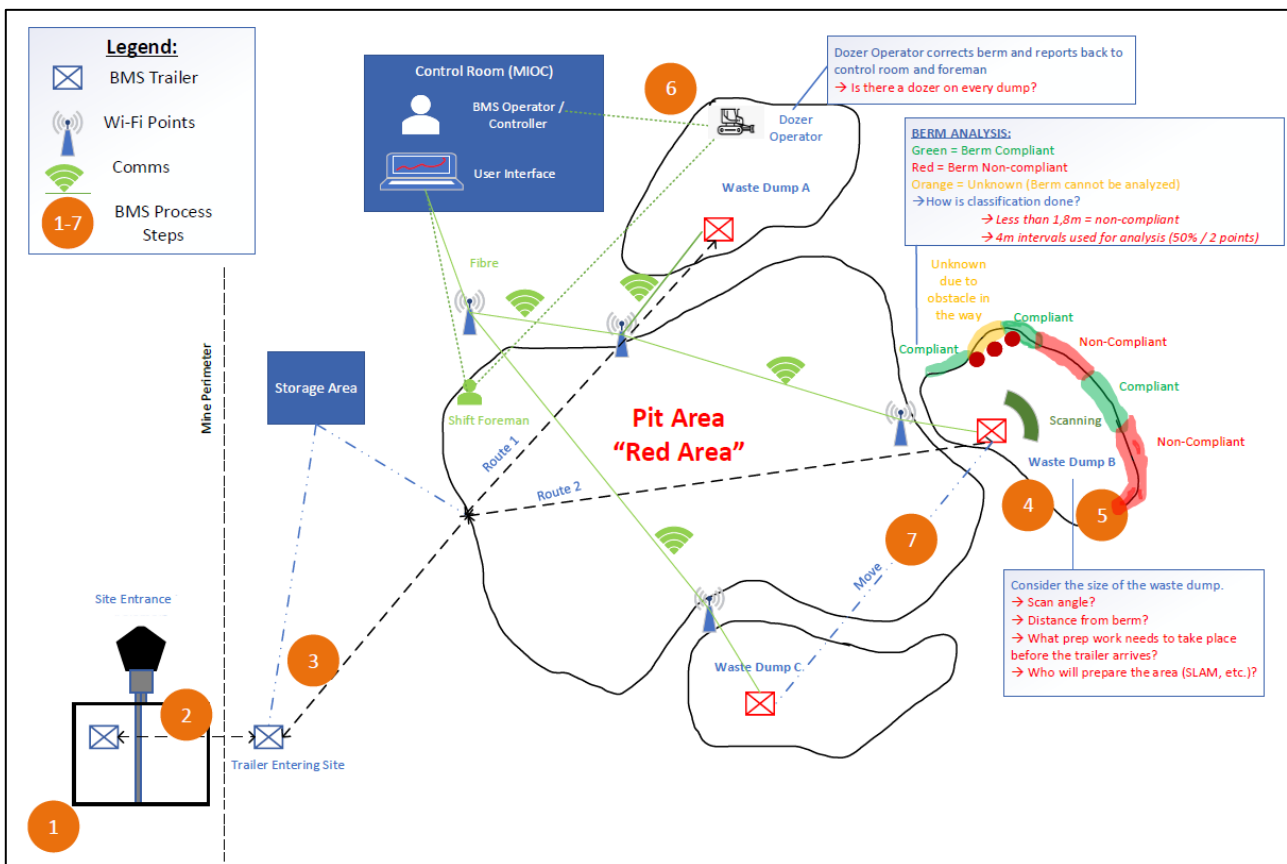 Legend:
BMS Trailer
Wi-Fi Points
Comms
1-7
BMS Process
Steps
Control Room (MIOC)
BMS Operator /
Controller
User Interface
6
Dozer
Operator
Waste Dump A
Dozer Operator corrects berm and reports back to
control room and foreman
→ Is there a dozer on every dump?
BERM ANALYSIS:
Green = Berm Compliant
Red = Berm Non-compliant
Orange = Unknown (Berm cannot be analyzed)
→How is classification done?
→ Less than 1,8m = non-compliant
→ 4m intervals used for analysis (50% / 2 points)
Unknown
due to
obstacle in
the way
Compliant
Compliant
Non-Compliant
Compliant
Non-Compliant
Scanning
Waste Dump B
4
5
Fibre
Mine Perimeter
Storage Area
Shift Foreman
Pit Area
“Red Area”
Route 1
Route 2
7
Move
Waste Dump C
Consider the size of the waste dump.
→ Scan angle?
→ Distance from berm?
→ What prep work needs to take place
before the trailer arrives?
→ Who will prepare the area (SLAM, etc.)?
Site Entrance
3
2
Trailer Entering Site
1